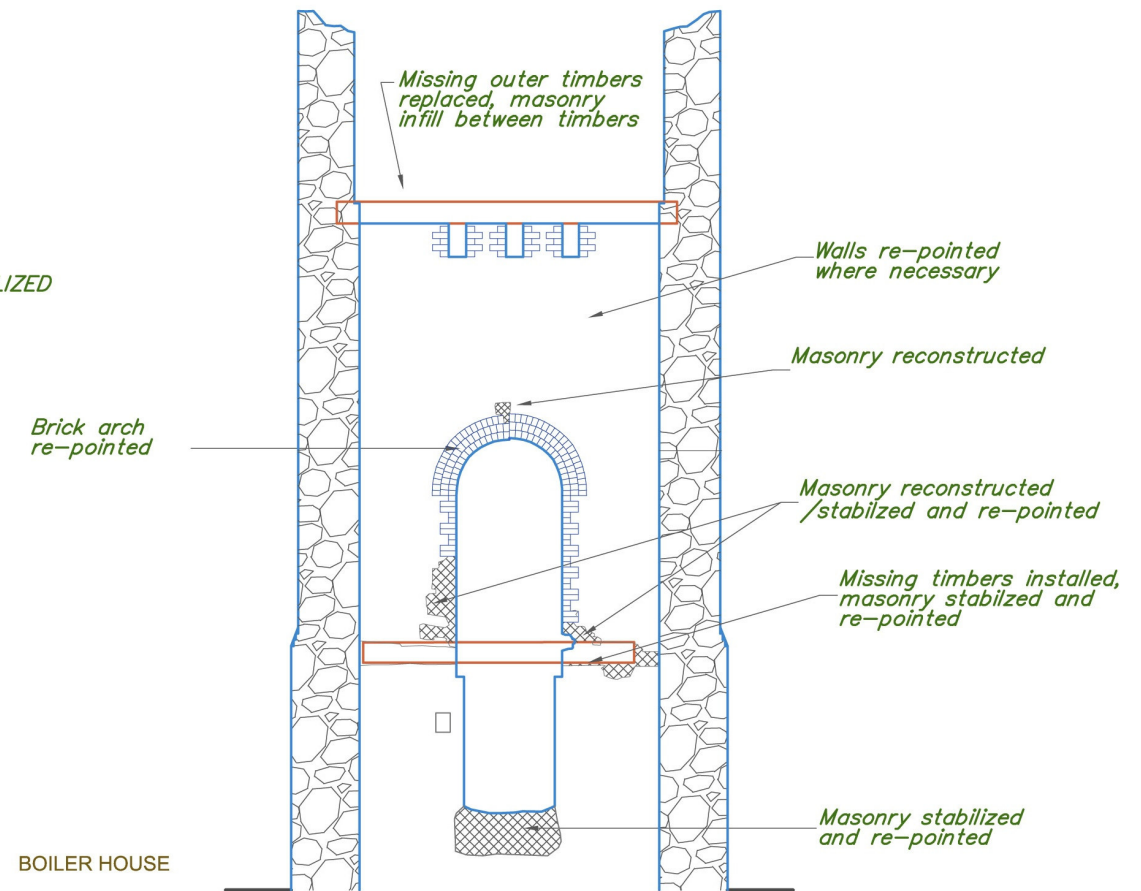 Missing outer timbers
replaced, masonry
infill between timbers
Walls re-pointed
where necessary
LIZED
Masonry reconstructed
Brick arch
re-pointed
Masonry reconstructed
/stabilzed and re-pointed
Missing timbers installed,
masonry stabilzed and
re-pointed
Masonry stabilized
and re-pointed
BOILER HOUSE